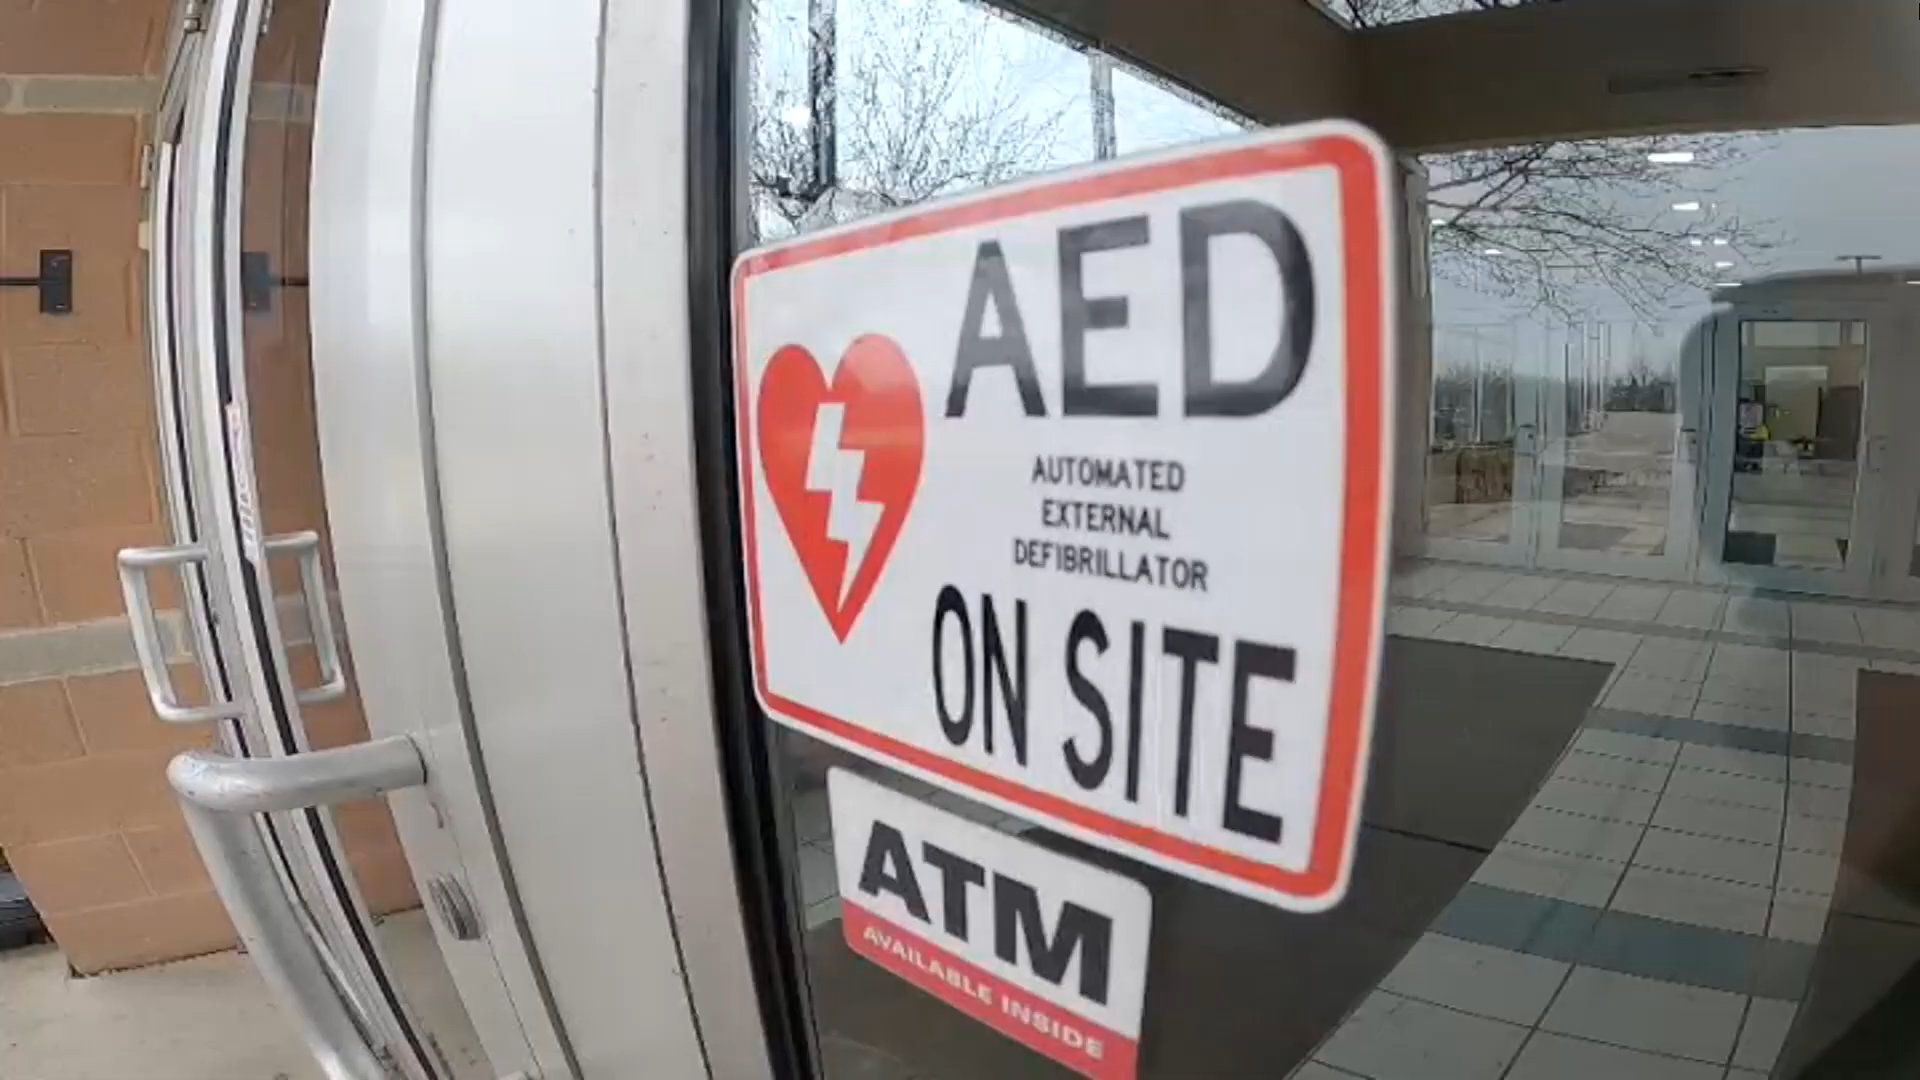 AED
AUTOMATED
EXTERNAL
DEFIBRILLATOR
ON SITE
ATM
AVAILABLE INSIDE